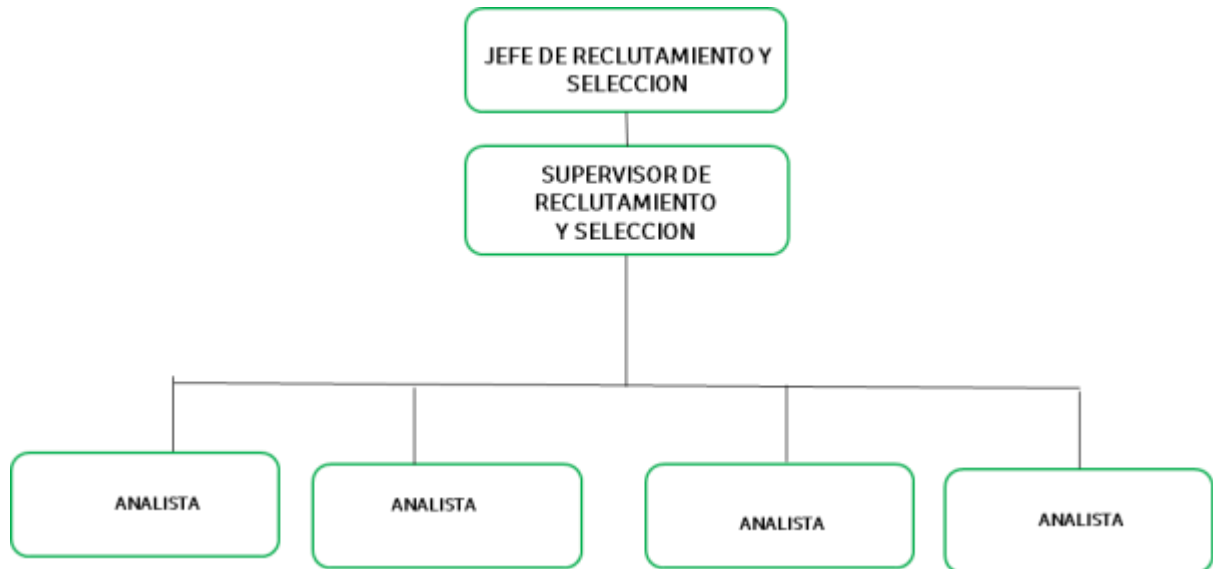 JEFE DE RECLUTAMIENTO Y
SELECCION
SUPERVISOR DE
RECLUTAMIENTO
Y SELECCION
ANALISTA
ANALISTA
ANALISTA
ANALISTA